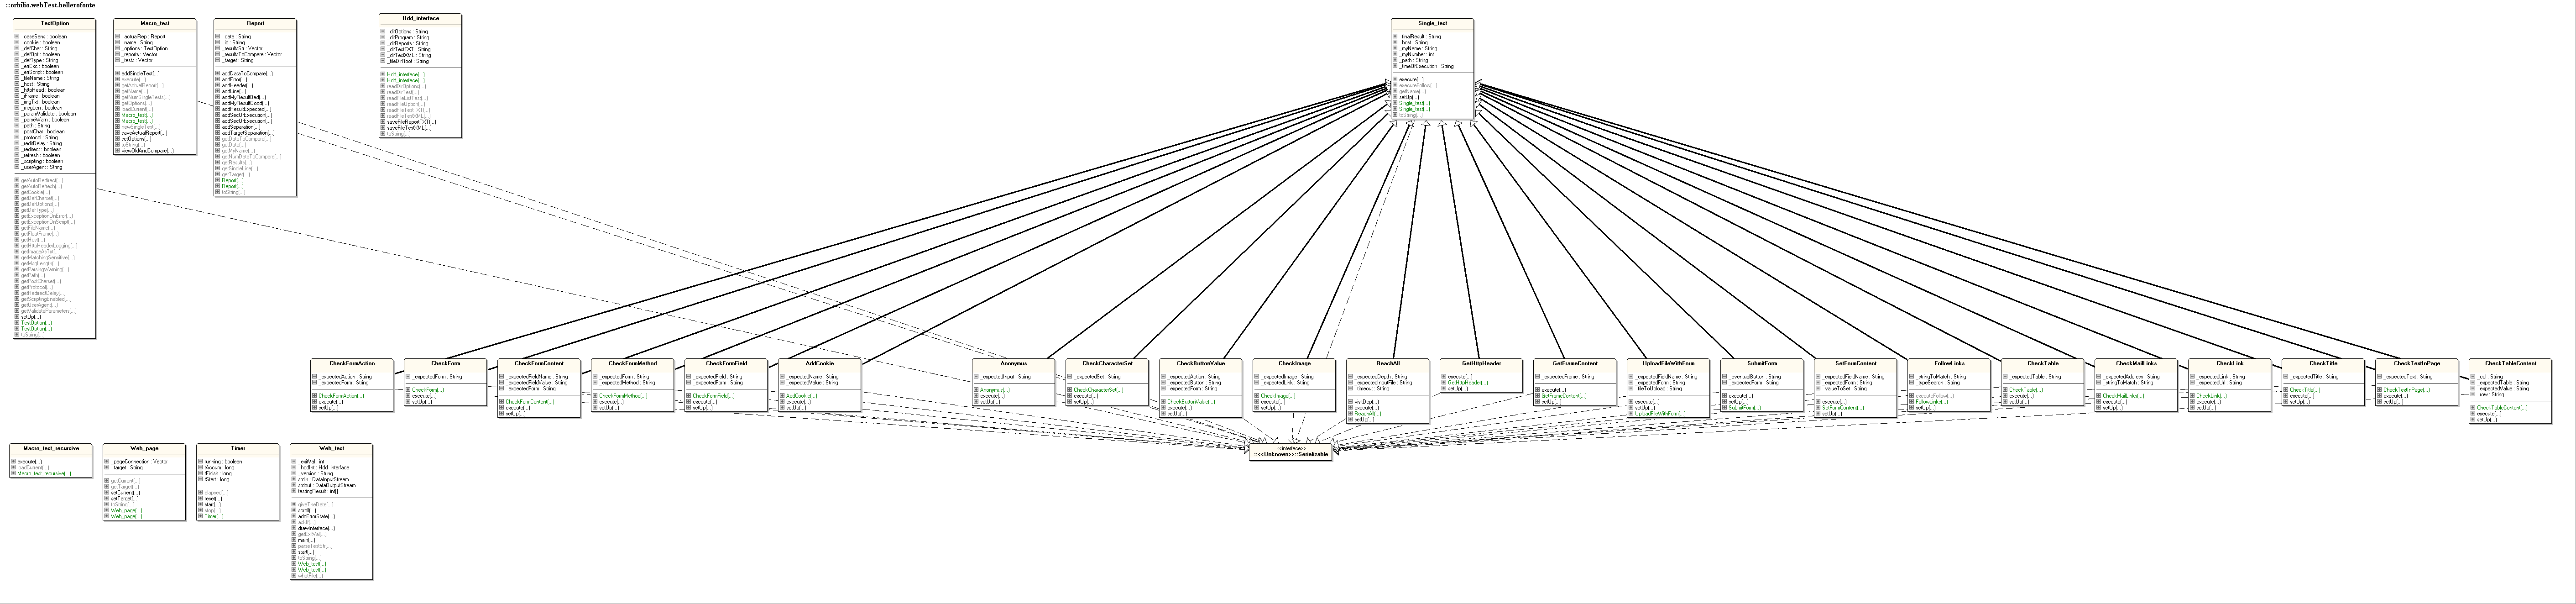 ::orbilio.webTest.bellerofonte
TestOption
_caseSens : boolean
_cookie : boolean
_defChar : String
_defOpt : boolean
_defType : String
_errExc : boolean
_errScript : boolean
_fileName : String
_host : String
_httpHead : boolean
_iFrame : boolean
_imgTxt : boolean
_msgLen : boolean
_paramValidate : boolean
_parseWarn : boolean
_path : String
_postChar : String
_protocol : String
_redirDelay : String
_redirect : boolean
_refresh : boolean
_scripting : boolean
_userAgent : String
getAutoRedirect(...)
getAutoRefresh(...)
getCookie(...)
getDefCharset(...)
getDefOptions(...)
getDefType(...)
getExceptionOnError(...)
getExceptionOnScript(...)
getFileName(...)
getFloatFrame(...)
getHost(...)
getHttpHeaderLogging(...)
getImageAsTxt(...)
getMatchingSensitive(...)
getMsgLength(...)
getParsingWarning(...)
getPath(...)
getPostCharset(...)
getProtocol(...)
getRedirectDelay(...)
getScriptingEnabled(...)
getUserAgent(...)
getValidateParameters(...)
setUp(...)
TestOption(...)
TestOption(...)
toString(...)
Macro_test
_actualRep : Report
_name : String
_options : TestOption
_reports : Vector
_tests : Vector
addSingleTest(...)
execute(...)
getActualReport(...)
getName(...)
getNumSingleTests(...)
getOptions(...)
loadCurrent(...)
Macro_test(...)
Macro_test(...)
viewSingleTest(...)
saveActualReport(...)
setOptions(...)
toString(...)
viewOldAndCompare(...)
Report
_date : String
_id : String
_resultsStr : Vector
_resultsToCompare : Vector
_target : String
addDataToCompare(...)
addError(...)
addHeader(...)
addLine(...)
addMyResultBad(...)
addMyResultGood(...)
addResultExpected(...)
addSecOfExecution(...)
addSecOfExecution(...)
addSeparation(...)
addTargetSeparation(...)
getDataToCompare(...)
getDate(...)
getMyName(...)
getNumDataToCompare(...)
getResults(...)
getSingleLine(...)
getTarget(...)
Report(...)
Report(...)
toString(...)
Hdd_interface
_dirOptions : String
_dirProgram : String
_dirReports : String
_dirTestTXT : String
_dirTestXML : String
_fileDirRoot : String
Hdd_interface(...)
Hdd_interface(...)
readDirOptions(...)
readDirTest(...)
readFileListTest(...)
readFileOption(...)
readFileTestTXT(...)
readFileTestXML(...)
saveFileReportTXT(...)
saveFileTestXML(...)
toString(...)
Single_test
_finalResult : String
_host : String
_myName : String
_myNumber : int
_path : String
_timeOfExecution : String
execute(...)
executeFollow(...)
getName(...)
setUp(...)
Single_test(...)
Single_test(...)
toString(...)
CheckFormAction
_expectedAction : String
_expectedForm : String
CheckFormAction(...)
execute(...)
setUp(...)
CheckForm
_expectedForm : String
CheckForm(...)
execute(...)
setUp(...)
CheckFormContent
_expectedFieldName : String
_expectedFieldValue : String
_expectedForm : String
CheckFormContent(...)
execute(...)
setUp(...)
CheckFormMethod
_expectedForm : String
_expectedMethod : String
CheckFormMethod(...)
execute(...)
setUp(...)
CheckFormField
_expectedField : String
_expectedForm : String
CheckFormField(...)
execute(...)
setUp(...)
AddCookie
_expectedName : String
_expectedValue : String
AddCookie(...)
execute(...)
setUp(...)
Anonymus
_expectedInput : String
Anonymus(...)
execute(...)
setUp(...)
CheckCharacterSet
_expectedSet : String
CheckCharacterSet(...)
execute(...)
setUp(...)
CheckButtonValue
_expectedAction : String
_expectedButton : String
_expectedForm : String
CheckButtonValue(...)
execute(...)
setUp(...)
CheckImage
_expectedImage : String
_expectedLink : String
CheckImage(...)
execute(...)
setUp(...)
ReachAll
_expectedDepth : String
_expectedInputFile : String
_timeout : String
visitDep(...)
execute(...)
ReachAll(...)
setUp(...)
GetHttpHeader
execute(...)
GetHttpHeader(...)
setUp(...)
GetFrameContent
_expectedFrame : String
execute(...)
GetFrameContent(...)
setUp(...)
UploadFileWithForm
_expectedFieldName : String
_expectedForm : String
_fileToUpload : String
execute(...)
setUp(...)
UploadFileWithForm(...)
SubmitForm
_eventualButton : String
_expectedForm : String
execute(...)
setUp(...)
SubmitForm(...)
SetFormContent
_expectedFieldName : String
_expectedForm : String
_valueToSet : String
execute(...)
SetFormContent(...)
setUp(...)
FollowLinks
_stringToMatch : String
_typeSearch : String
executeFollow(...)
FollowLinks(...)
setUp(...)
CheckTable
_expectedTable : String
CheckTable(...)
execute(...)
setUp(...)
CheckMailLinks
_expectedAddress : String
_stringToMatch : String
CheckMailLinks(...)
execute(...)
setUp(...)
CheckLink
_expectedLink : String
_expectedUrl : String
CheckLink(...)
execute(...)
setUp(...)
CheckTitle
_expectedTitle : String
CheckTitle(...)
execute(...)
setUp(...)
CheckTextInPage
_expectedText : String
CheckTextInPage(...)
execute(...)
setUp(...)
CheckTableContent
_col : String
_expectedTable : String
_expectedValue : String
_row : String
CheckTableContent(...)
execute(...)
setUp(...)
<<interface>>
::<<Unknown>>::Serializable
Macro_test_recursive
execute(...)
loadCurrent(...)
Macro_test_recursive(...)
Web_page
_pageConnection : Vector
_target : String
getCurrent(...)
getTarget(...)
setCurrent(...)
setTarget(...)
toString(...)
Web_page(...)
Web_page(...)
Timer
running : boolean
tAccum : long
tFinish : long
tStart : long
elapsed(...)
reset(...)
start(...)
stop(...)
Timer(...)
Web_test
_exitVal : int
_hddInt : Hdd_interface
_version : String
stdin : DataInputStream
stdout : DataOutputStream
testingResult : int[]
giveTheDate(...)
scroll(...)
addErrorState(...)
askIt(...)
drawInterface(...)
getExitVal(...)
main(...)
parseTestStr(...)
start(...)
toString(...)
Web_test(...)
Web_test(...)
whatFile(...)